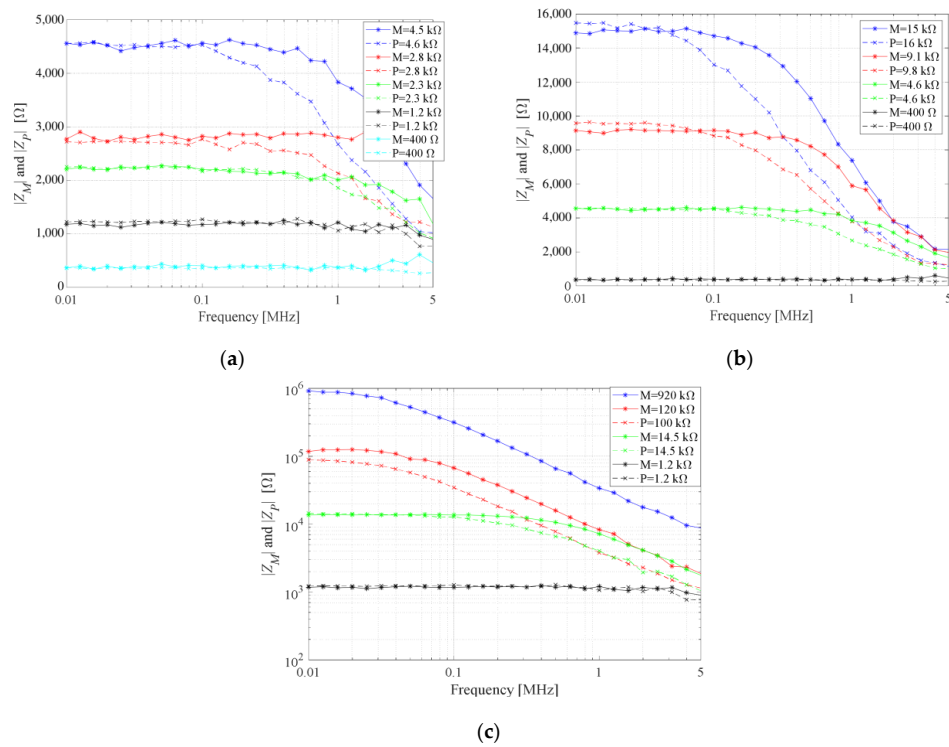 5,000
4,000
3,000
2,000
1,000
0
|Z_M| and |Z_P| [Ω]
0.01
0.1
1
5
Frequency [MHz]
M=4.5 kΩ
P=4.6 kΩ
M=2.8 kΩ
P=2.8 kΩ
M=2.3 kΩ
P=2.3 kΩ
M=1.2 kΩ
P=1.2 kΩ
M=400 Ω
P=400 Ω
(a)
16,000
14,000
12,000
10,000
8,000
6,000
4,000
2,000
0
|Z_M| and |Z_P| [Ω]
0.01
0.1
1
5
Frequency [MHz]
M=15 kΩ
P=16 kΩ
M=9.1 kΩ
P=9.8 kΩ
M=4.6 kΩ
P=4.6 kΩ
M=400 Ω
P=400 Ω
(b)
10^6
10^5
10^4
10^3
10^2
|Z_M| and |Z_P| [Ω]
0.01
0.1
1
5
Frequency [MHz]
M=920 kΩ
M=120 kΩ
P=100 kΩ
M=14.5 kΩ
P=14.5 kΩ
M=1.2 kΩ
P=1.2 kΩ
(c)